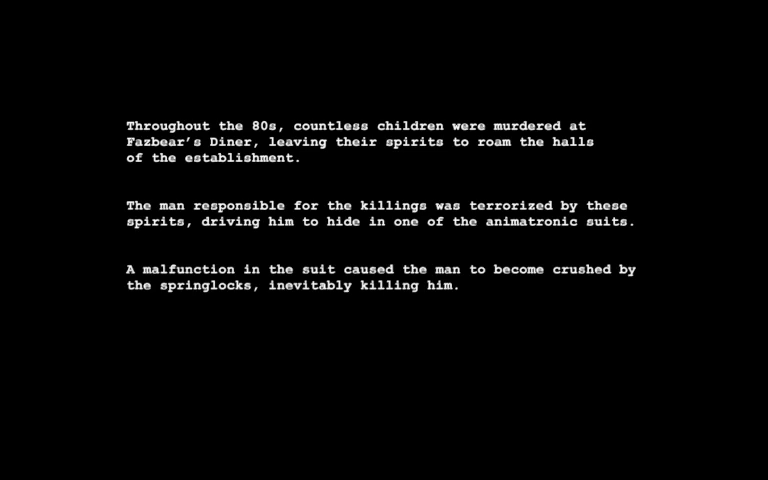 Throughout the 80s, countless children were murdered at
Fazbear's Diner, leaving their spirits to roam the halls
of the establishment.
The man responsible for the killings was terrorized by these
spirits, driving him to hide in one of the animatronic suits.
A malfunction in the suit caused the man to become crushed by
the springlocks, inevitably killing him.